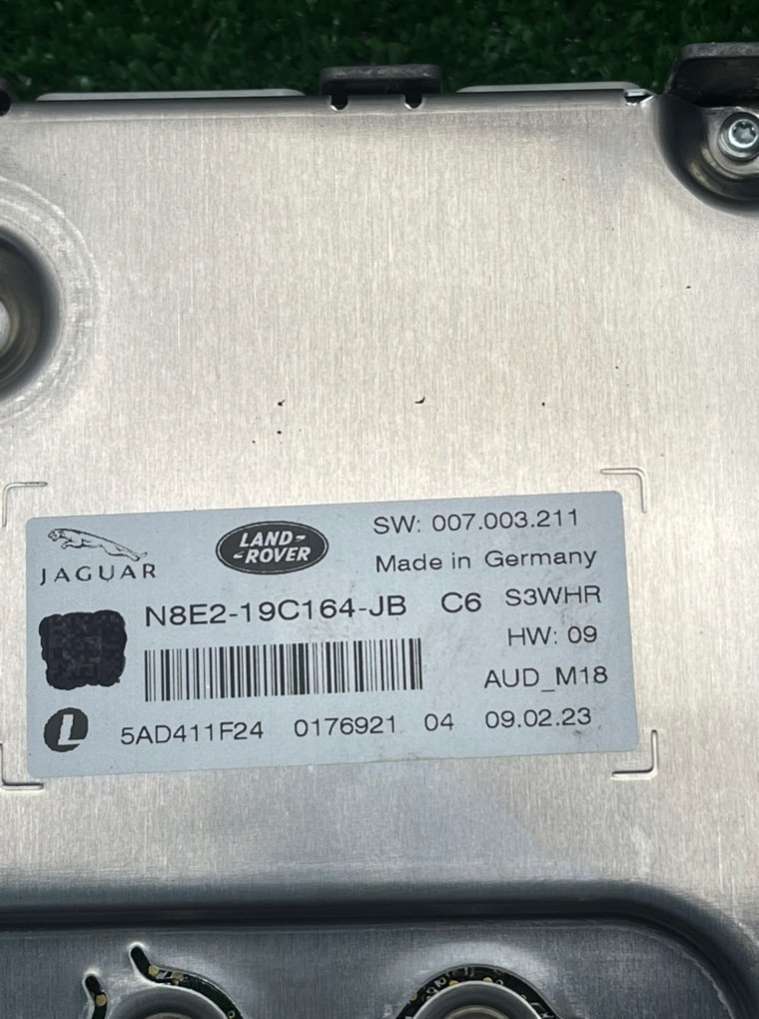 JAGUAR
LAND-
-ROVER
SW: 007.003.211
Made in Germany
N8E2-19C164-JB C6 S3WHR
HW: 09
AUD_M18
L 5AD411F24 0176921 04 09.02.23